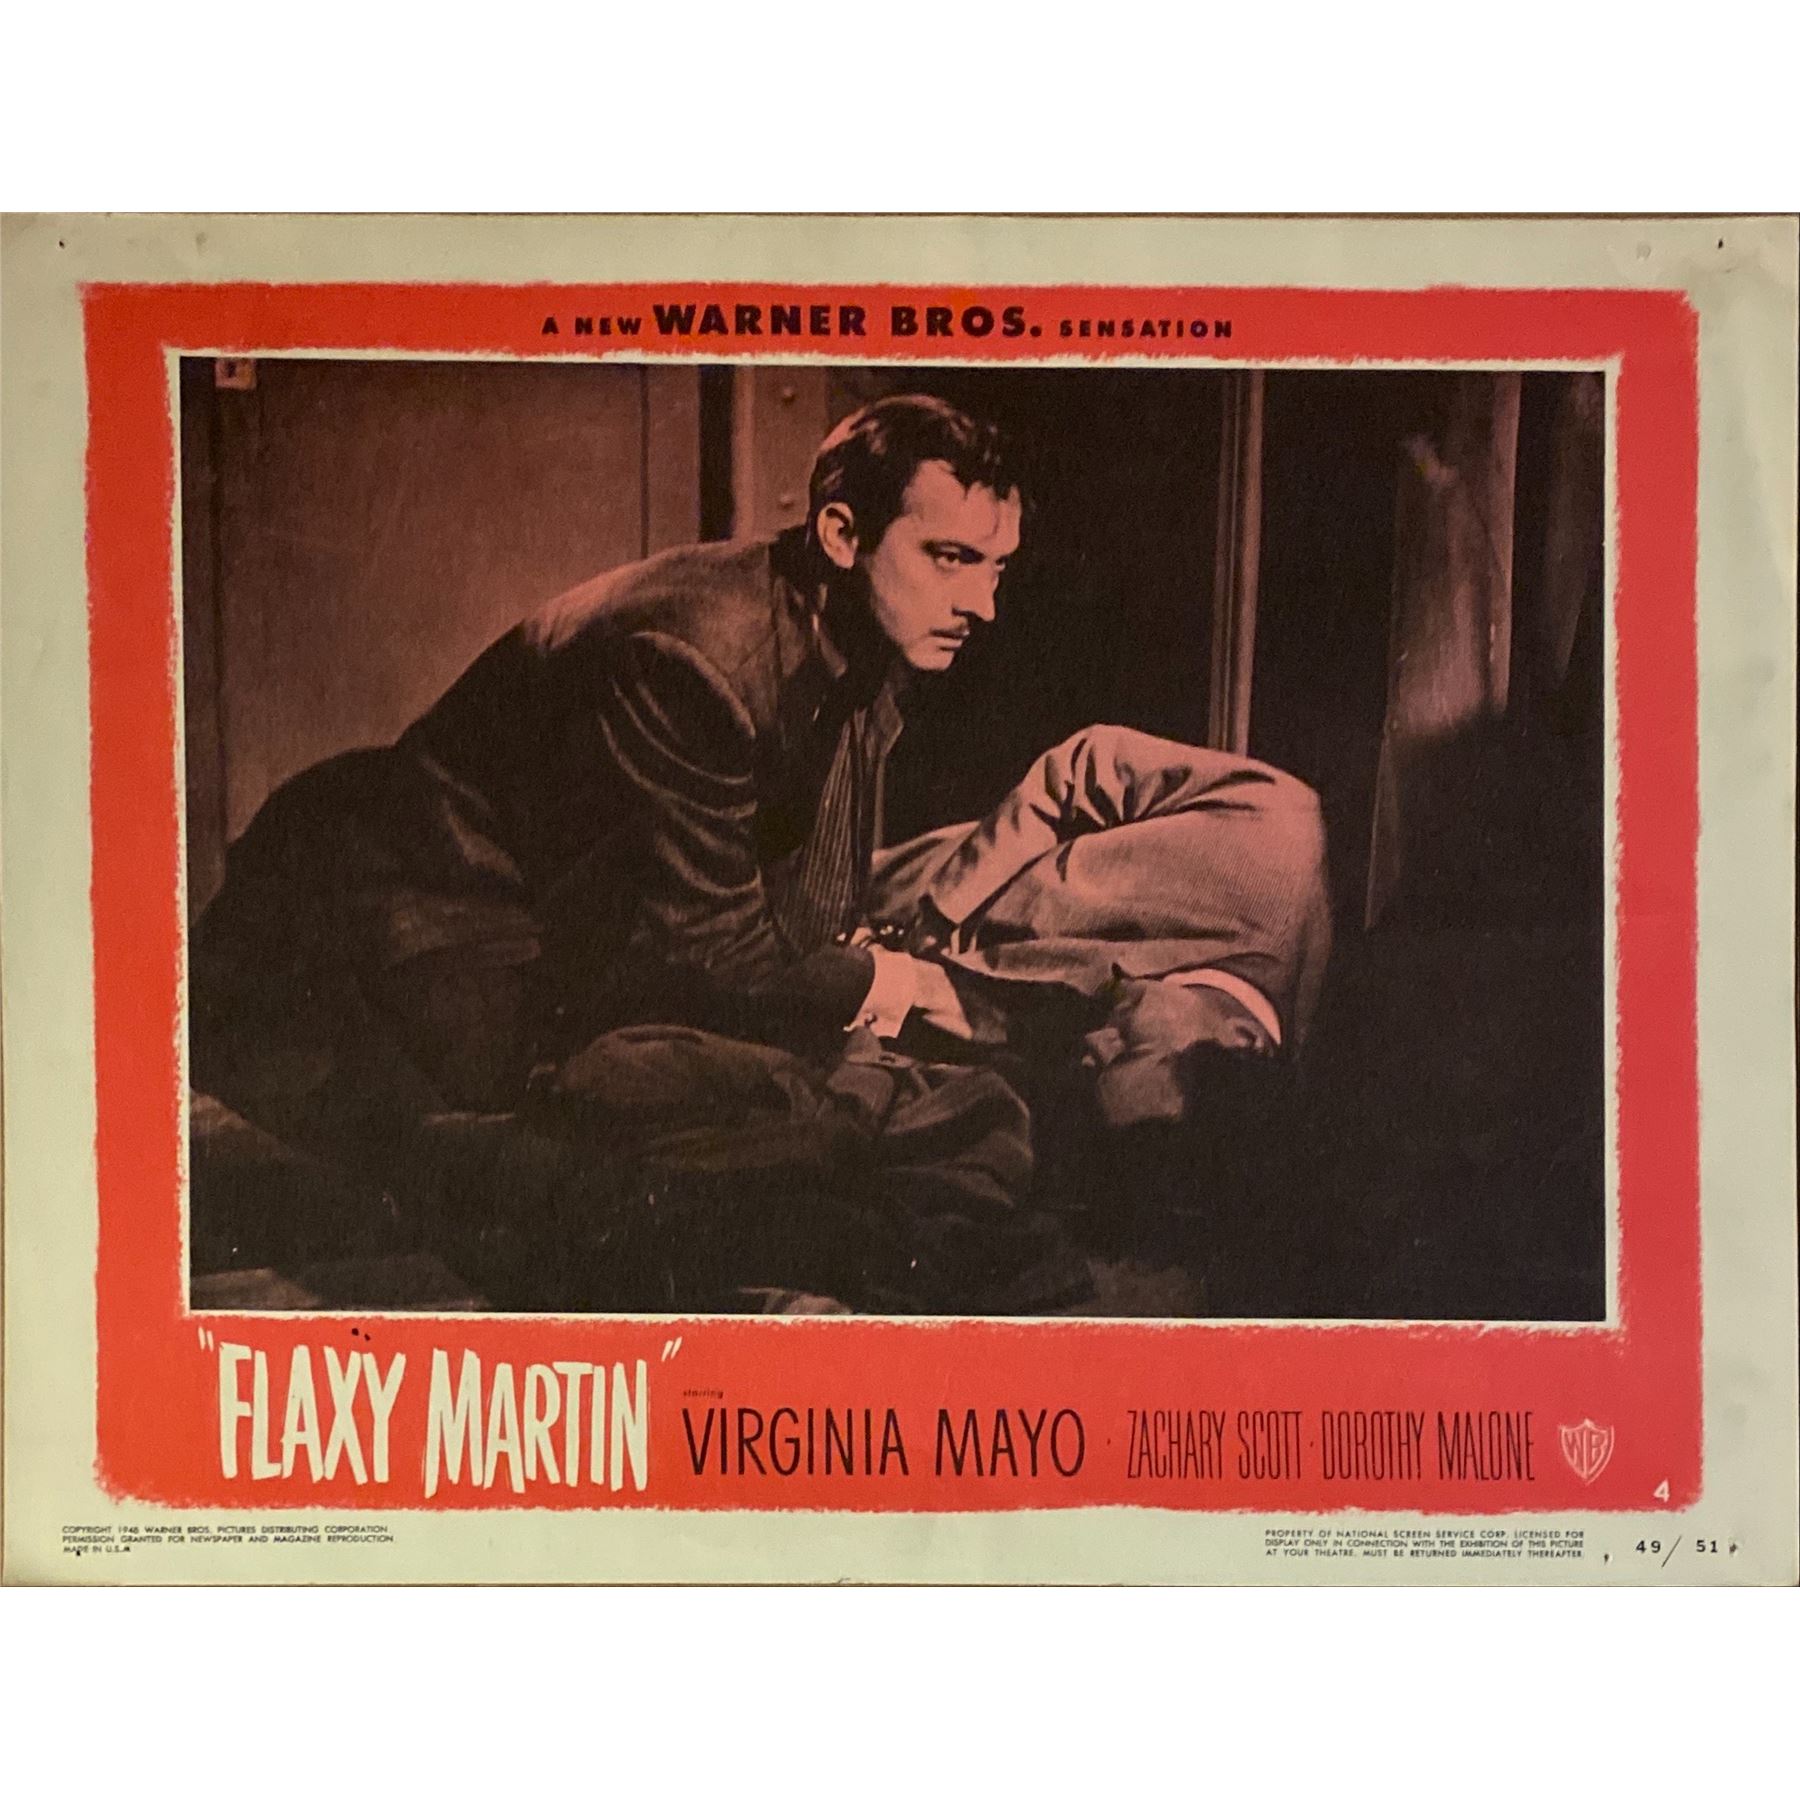 A NEW WARNER BROS. SENSATION
"FLAXY MARTIN"
starring
VIRGINIA MAYO · ZACHARY SCOTT · DOROTHY MALONE
WB
4
COPYRIGHT 1948 WARNER BROS. PICTURES DISTRIBUTING CORPORATION
PERMISSION GRANTED FOR NEWSPAPER AND MAGAZINE REPRODUCTION
MADE IN U.S.A
PROPERTY OF NATIONAL SCREEN SERVICE CORP. LICENSED FOR
DISPLAY ONLY IN CONNECTION WITH THE EXHIBITION OF THIS PICTURE
AT YOUR THEATRE. MUST BE RETURNED IMMEDIATELY THEREAFTER.
49/51